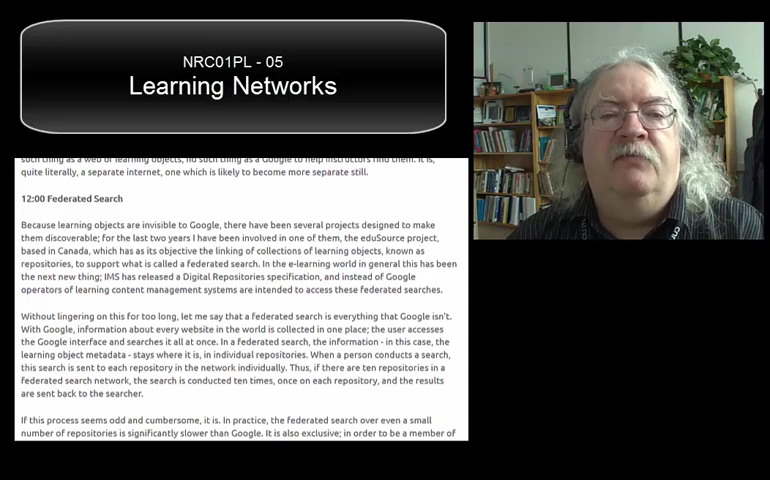 NRC01PL - 05
Learning Networks
such thing as a web of learning objects, no such thing as a Google to help instructors find them. It is,
quite literally, a separate internet, one which is likely to become more separate still.
12:00 Federated Search
Because learning objects are invisible to Google, there have been several projects designed to make
them discoverable; for the last two years I have been involved in one of them, the eduSource project,
based in Canada, which has as its objective the linking of collections of learning objects, known as
repositories, to support what is called a federated search. In the e-learning world in general this has been
the next new thing; IMS has released a Digital Repositories specification, and instead of Google
operators of learning content management systems are intended to access these federated searches.
Without lingering on this for too long, let me say that a federated search is everything that Google isn't.
With Google, information about every website in the world is collected in one place; the user accesses
the Google interface and searches it all at once. In a federated search, the information - in this case, the
learning object metadata - stays where it is, in individual repositories. When a person conducts a search,
this search is sent to each repository in the network individually. Thus, if there are ten repositories in a
federated search network, the search is conducted ten times, once on each repository, and the results
are sent back to the searcher.
If this process seems odd and cumbersome, it is. In practice, the federated search over even a small
number of repositories is significantly slower than Google. It is also exclusive; in order to be a member of